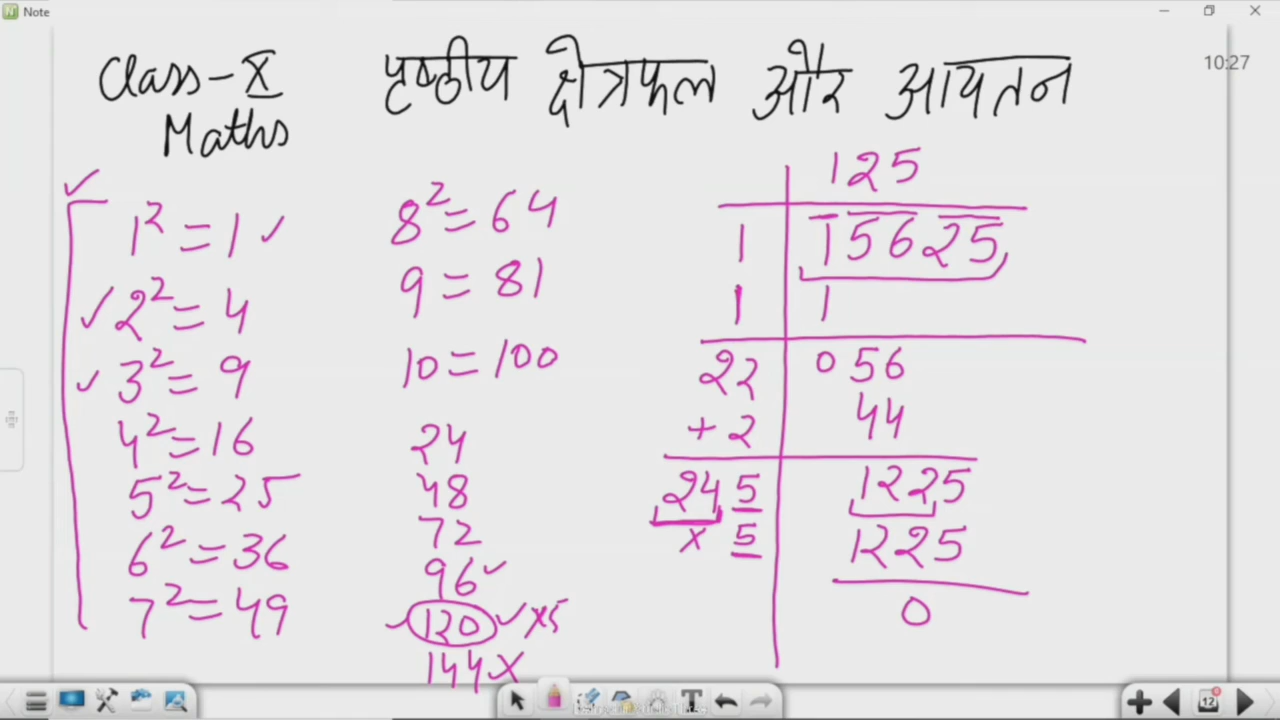 Note
10:27
Class-X पृष्ठीय क्षेत्रफल और आयतन
Maths
1² = 1 ✓
✓ 2² = 4
✓ 3² = 9
4² = 16
5² = 25
6² = 36
7² = 49
8² = 64
9 = 81
10 = 100
24
48
72
96 ✓
✓ 120 ✓ x5
144 x
125
1 15625
1 1
22 056
+2 44
245 1225
x 5 1225
0
12